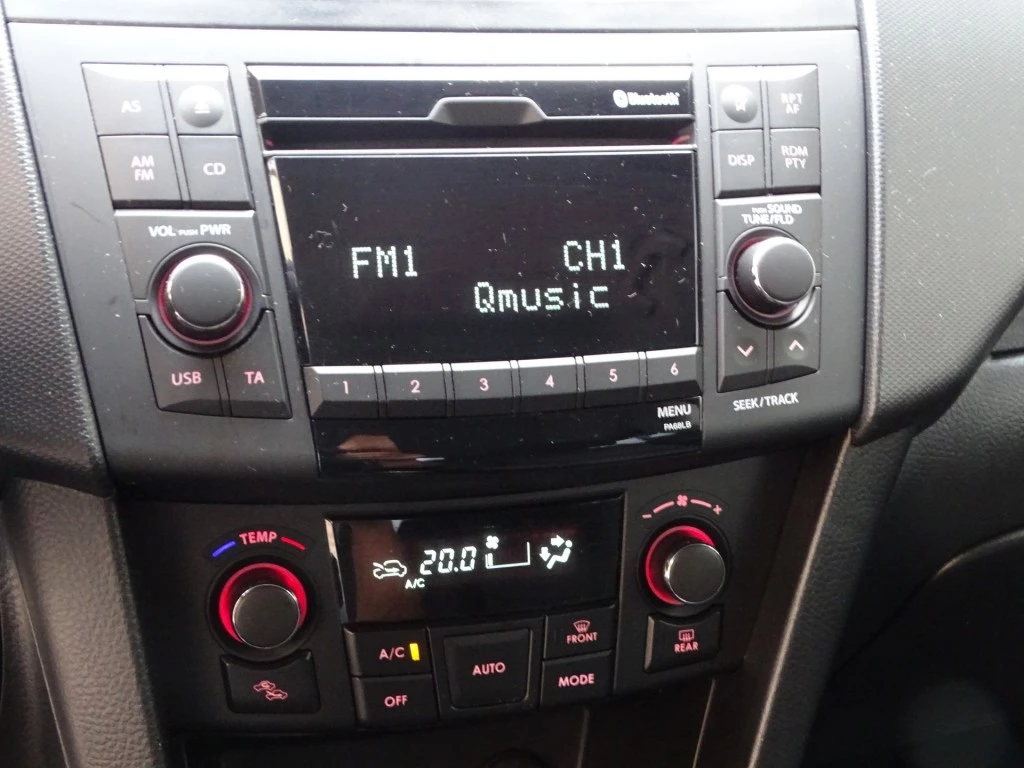 AS
Bluetooth
RPT
AF
AM
FM
CD
DISP
RDM
PTY
VOL PUSH PWR
PUSH SOUND
TUNE/FLD
FM1 CH1
Qmusic
USB TA
1 2 3 4 5 6
MENU
PA68LB
SEEK/TRACK
TEMP
- +
20.0
A/C
A/C
OFF
AUTO
FRONT
MODE
REAR